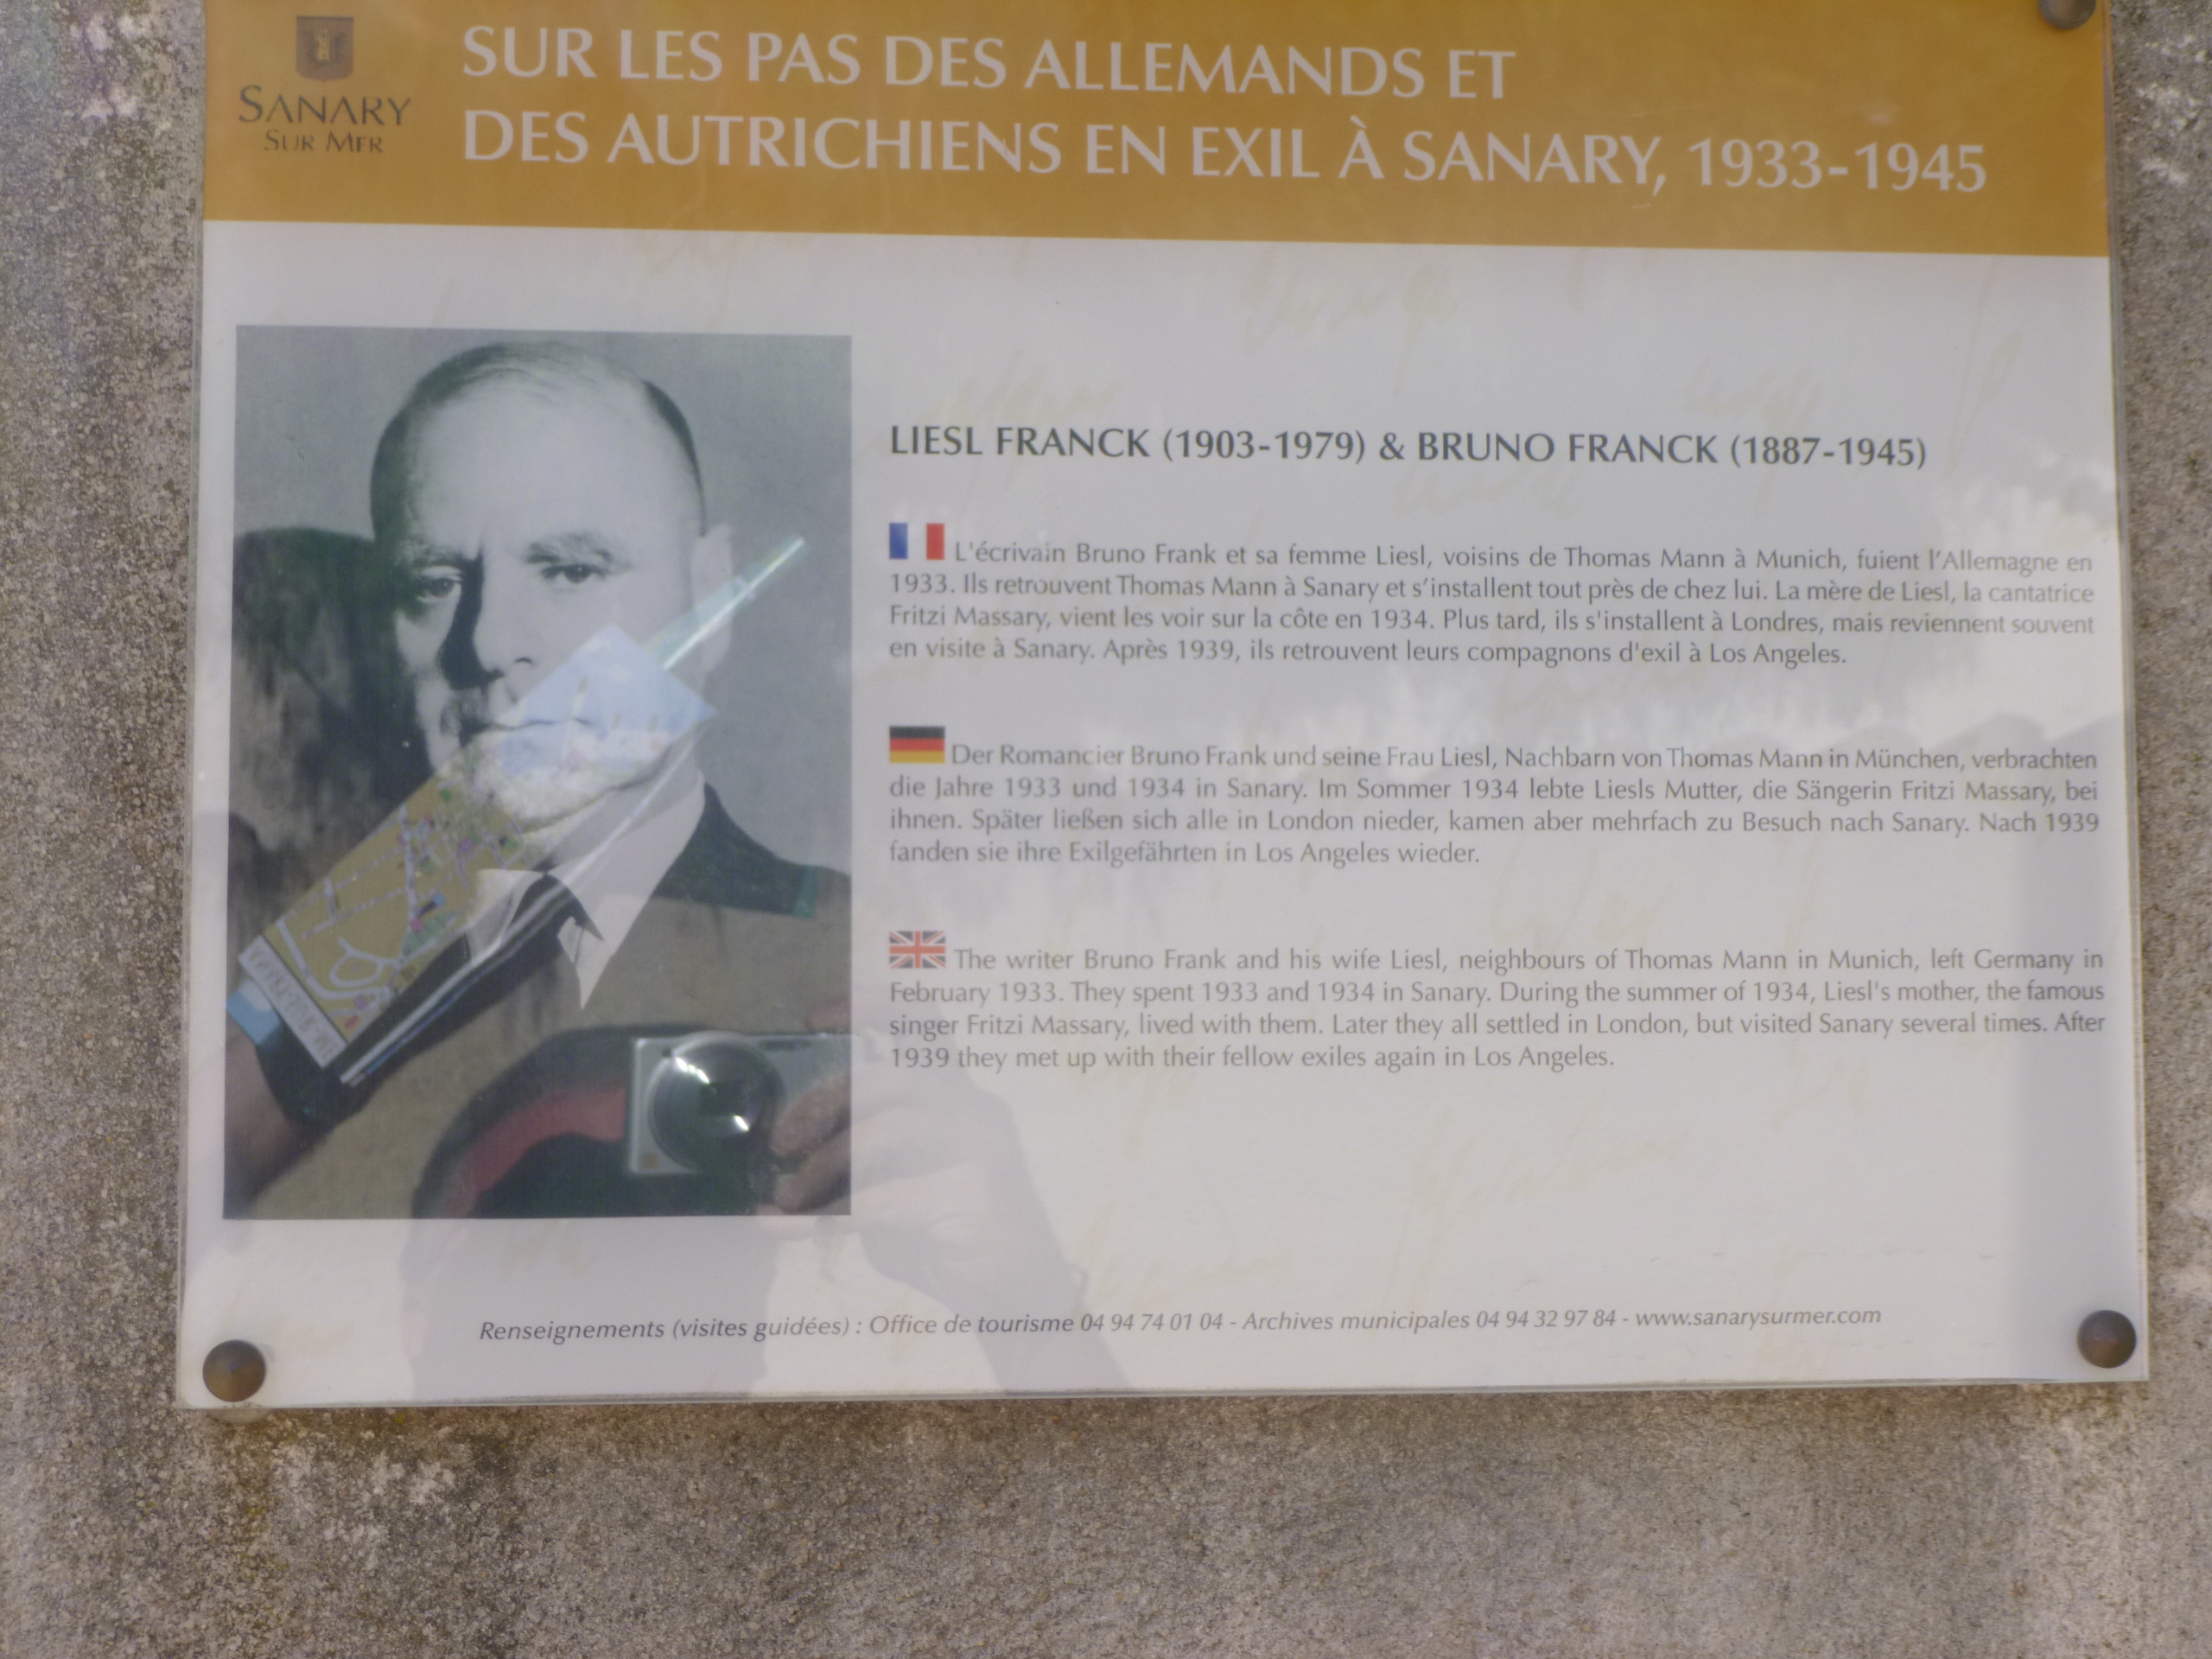 SANARY
SUR MER
SUR LES PAS DES ALLEMANDS ET
DES AUTRICHIENS EN EXIL À SANARY, 1933-1945
LIESL FRANCK (1903-1979) & BRUNO FRANCK (1887-1945)
L'écrivain Bruno Frank et sa femme Liesl, voisins de Thomas Mann à Munich, fuient l'Allemagne en
1933. Ils retrouvent Thomas Mann à Sanary et s'installent tout près de chez lui. La mère de Liesl, la cantatrice
Fritzi Massary, vient les voir sur la côte en 1934. Plus tard, ils s'installent à Londres, mais reviennent souvent
en visite à Sanary. Après 1939, ils retrouvent leurs compagnons d'exil à Los Angeles.
Der Romancier Bruno Frank und seine Frau Liesl, Nachbarn von Thomas Mann in München, verbrachten
die Jahre 1933 und 1934 in Sanary. Im Sommer 1934 lebte Liesls Mutter, die Sängerin Fritzi Massary, bei
ihnen. Später ließen sich alle in London nieder, kamen aber mehrfach zu Besuch nach Sanary. Nach 1939
fanden sie ihre Exilgefährten in Los Angeles wieder.
The writer Bruno Frank and his wife Liesl, neighbours of Thomas Mann in Munich, left Germany in
February 1933. They spent 1933 and 1934 in Sanary. During the summer of 1934, Liesl's mother, the famous
singer Fritzi Massary, lived with them. Later they all settled in London, but visited Sanary several times. After
1939 they met up with their fellow exiles again in Los Angeles.
Renseignements (visites guidées) : Office de tourisme 04 94 74 01 04 - Archives municipales 04 94 32 97 84 - www.sanarysurmer.com